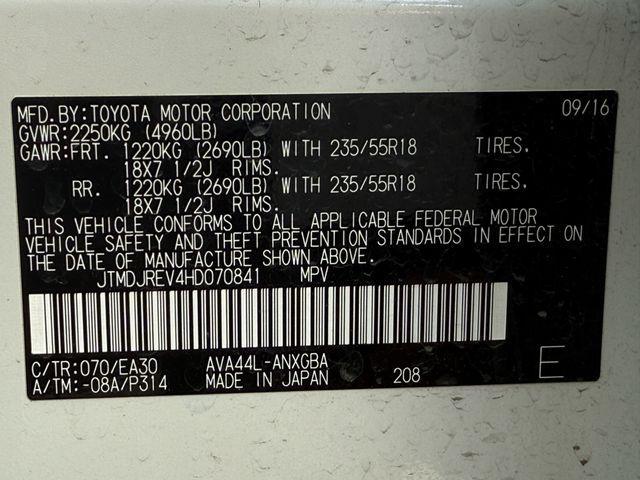 MFD.BY:TOYOTA MOTOR CORPORATION 09/16
GVWR:2250KG (4960LB)
GAWR:FRT. 1220KG (2690LB) WITH 235/55R18 TIRES.
18X7 1/2J RIMS.
RR. 1220KG (2690LB) WITH 235/55R18 TIRES.
18X7 1/2J RIMS.
THIS VEHICLE CONFORMS TO ALL APPLICABLE FEDERAL MOTOR
VEHICLE SAFETY AND THEFT PREVENTION STANDARDS IN EFFECT ON
THE DATE OF MANUFACTURE SHOWN ABOVE.
JTMDJREV4HD070841 MPV
C/TR:070/EA30 AVA44L-ANXGBA
A/TM:-08A/P314 MADE IN JAPAN 208 E